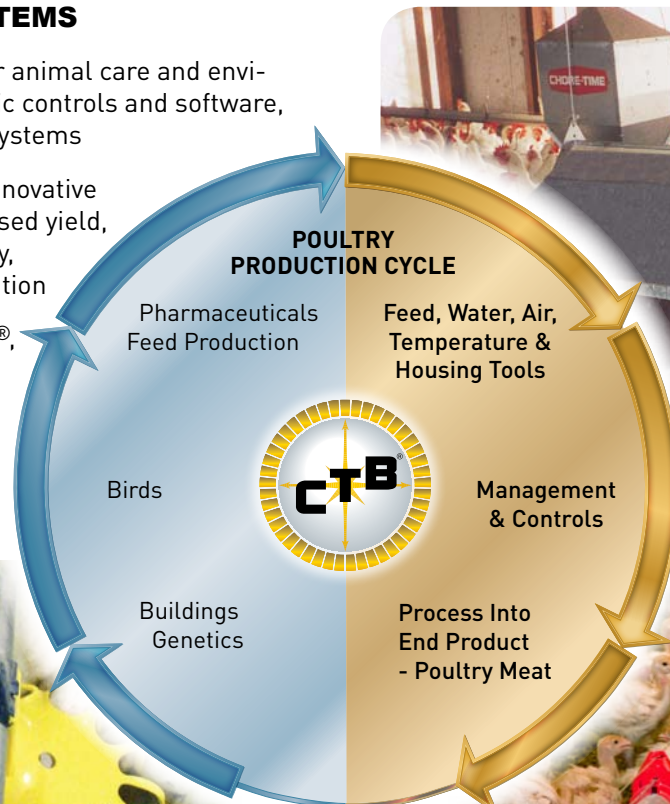 TEMS
r animal care and envi-
ic controls and software,
ystems
nnovative
sed yield,
y,
tion
®,
CHORE-TIME
POULTRY
PRODUCTION CYCLE
Pharmaceuticals
Feed Production
Feed, Water, Air,
Temperature &
Housing Tools
CTB®
Birds
Management
& Controls
Buildings
Genetics
Process Into
End Product
- Poultry Meat